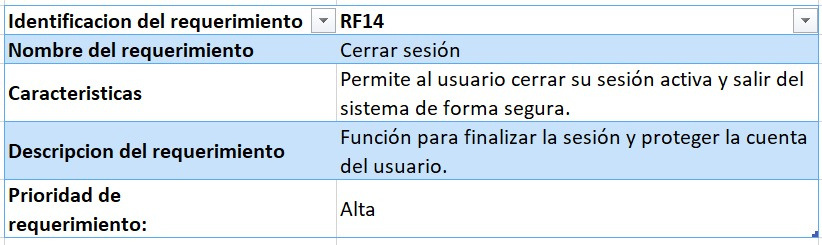 Identificacion del requerimiento RF14
Nombre del requerimiento Cerrar sesión
Caracteristicas
Permite al usuario cerrar su sesión activa y salir del
sistema de forma segura.
Descripcion del requerimiento
Función para finalizar la sesión y proteger la cuenta
del usuario.
Prioridad de
requerimiento:
Alta